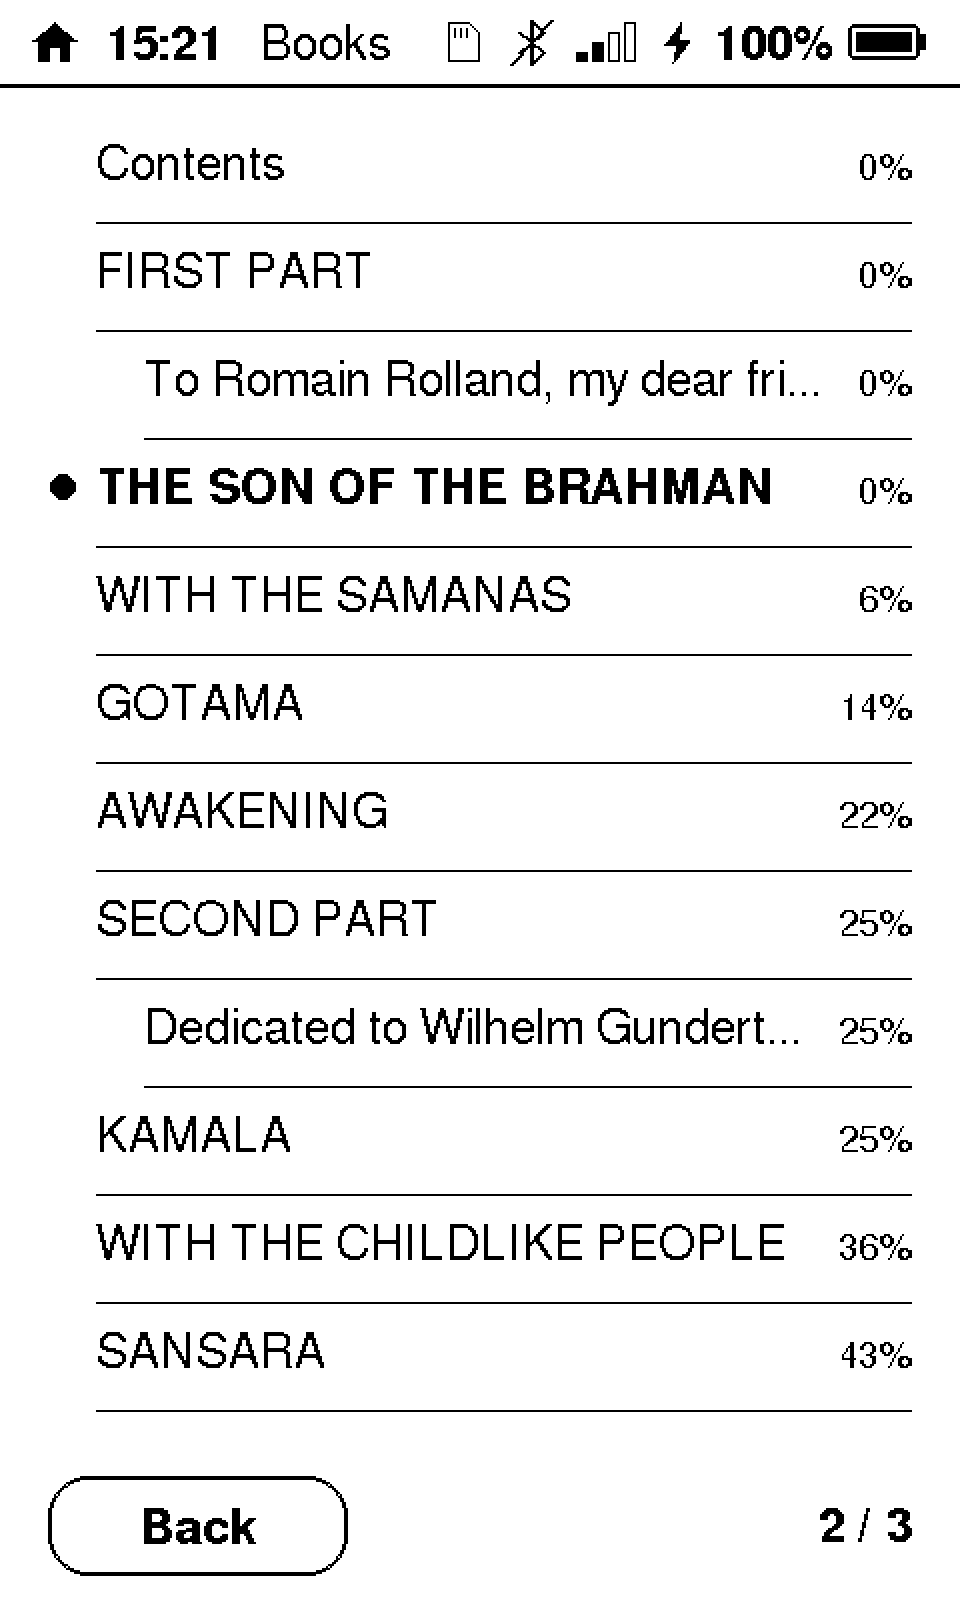 15:21 Books 100%
Contents 0%
FIRST PART 0%
To Romain Rolland, my dear fri... 0%
THE SON OF THE BRAHMAN 0%
WITH THE SAMANAS 6%
GOTAMA 14%
AWAKENING 22%
SECOND PART 25%
Dedicated to Wilhelm Gundert... 25%
KAMALA 25%
WITH THE CHILDLIKE PEOPLE 36%
SANSARA 43%
Back 2 / 3